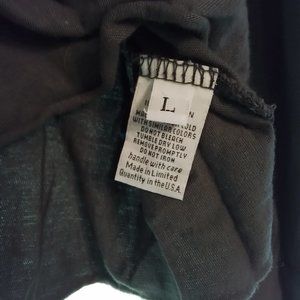 L
WITH SIMILOR COLORS
DO NOT BLEACH
TUMBLE DRY LOW
REMOVE PROMPTLY
DO NOT IRON
handle with care
Made in Limited
Quantity in the U.S.A.